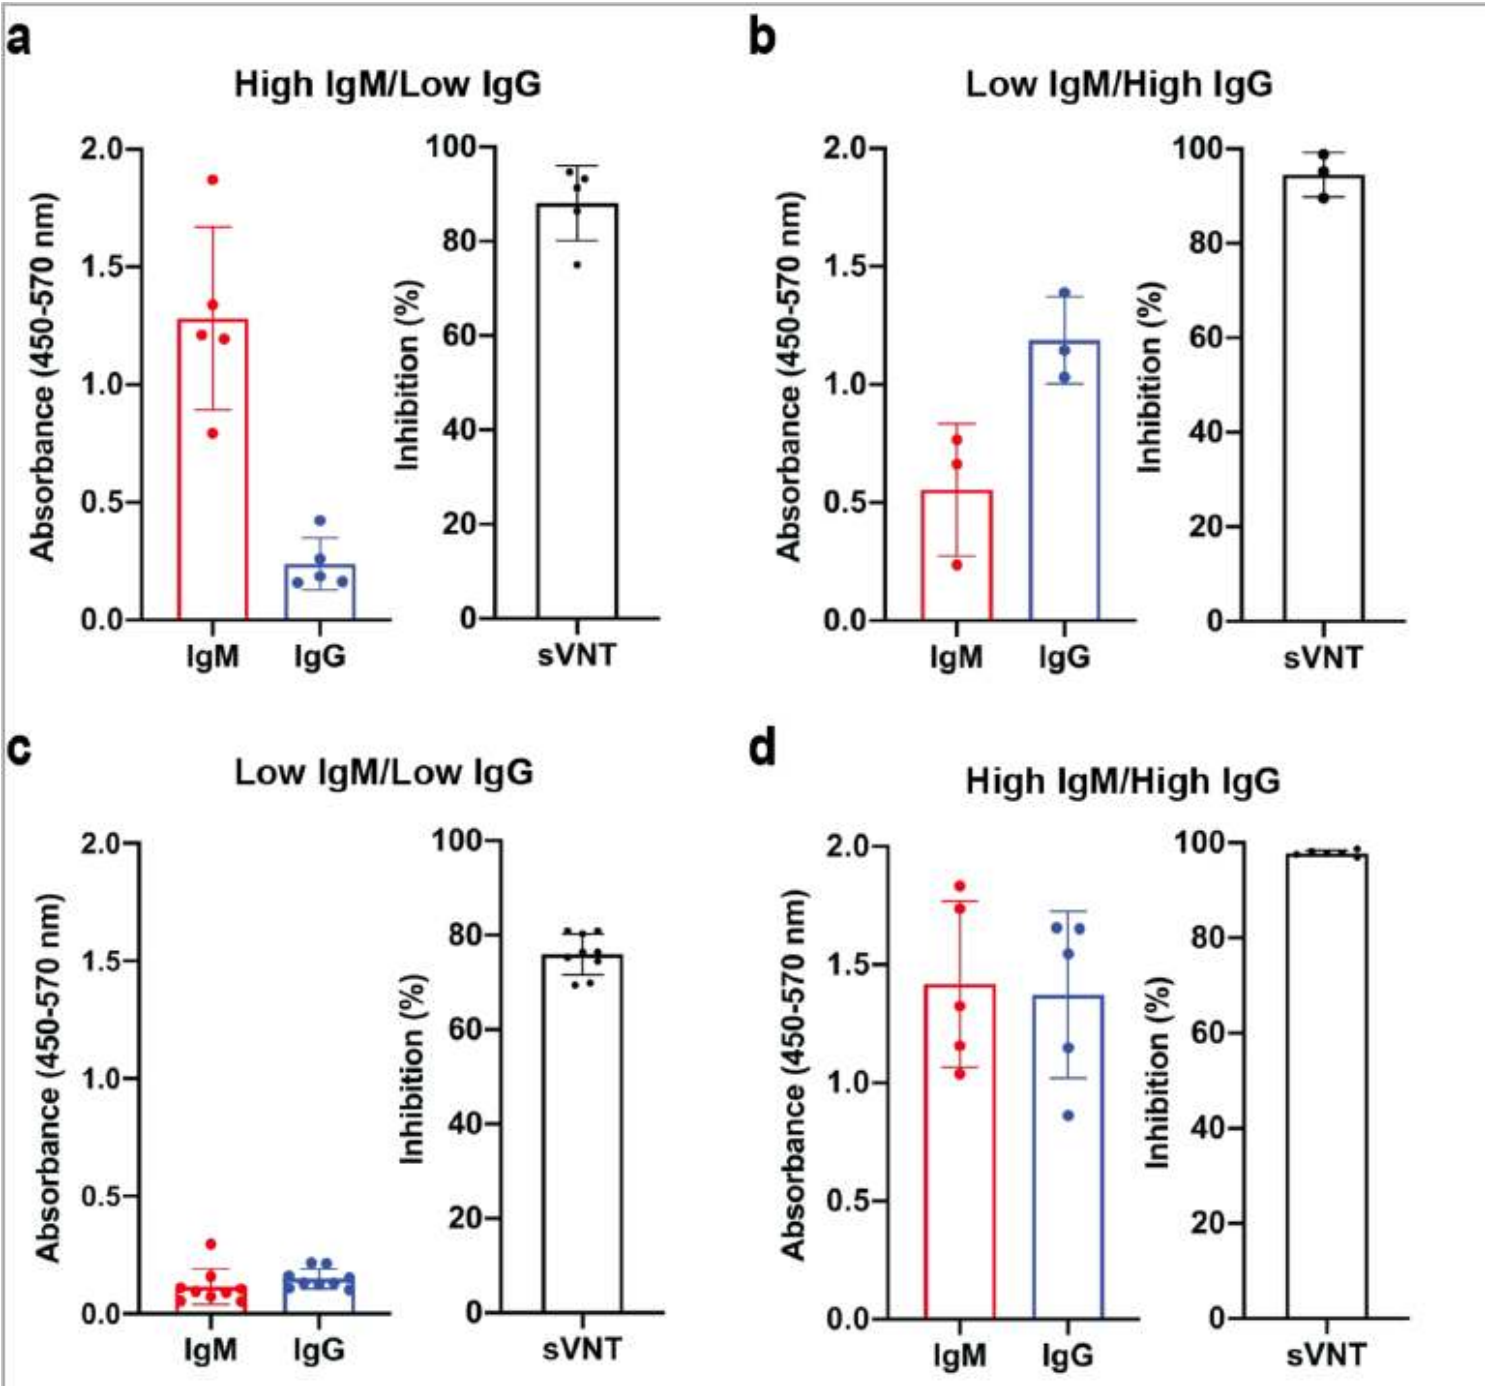 a
High IgM/Low IgG
Absorbance (450-570 nm)
2.0
1.5
1.0
0.5
0.0
IgM
IgG
Inhibition (%)
100
80
60
40
20
0
sVNT
b
Low IgM/High IgG
Absorbance (450-570 nm)
2.0
1.5
1.0
0.5
0.0
IgM
IgG
Inhibition (%)
100
80
60
40
20
0
sVNT
c
Low IgM/Low IgG
Absorbance (450-570 nm)
2.0
1.5
1.0
0.5
0.0
IgM
IgG
Inhibition (%)
100
80
60
40
20
0
sVNT
d
High IgM/High IgG
Absorbance (450-570 nm)
2.0
1.5
1.0
0.5
0.0
IgM
IgG
Inhibition (%)
100
80
60
40
20
0
sVNT